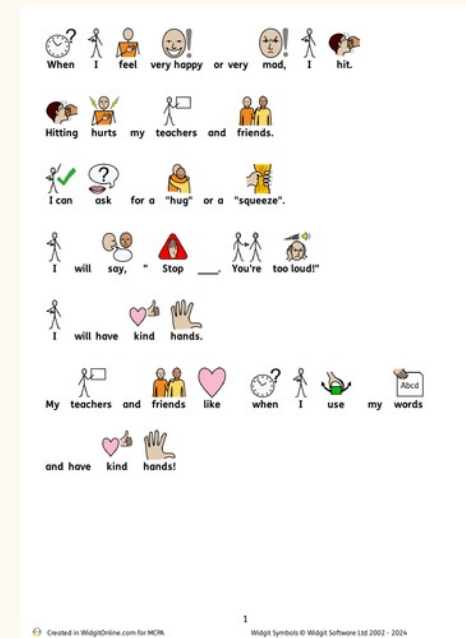 When I feel very happy or very mad, I hit.
Hitting hurts my teachers and friends.
I can ask for a "hug" or a "squeeze".
I will say, " Stop ____. You're too loud!"
I will have kind hands.
Abcd
My teachers and friends like when I use my words
and have kind hands!
1
Created in WidgitOnline.com for MCPA Widgit Symbols © Widgit Software Ltd 2002 - 2024